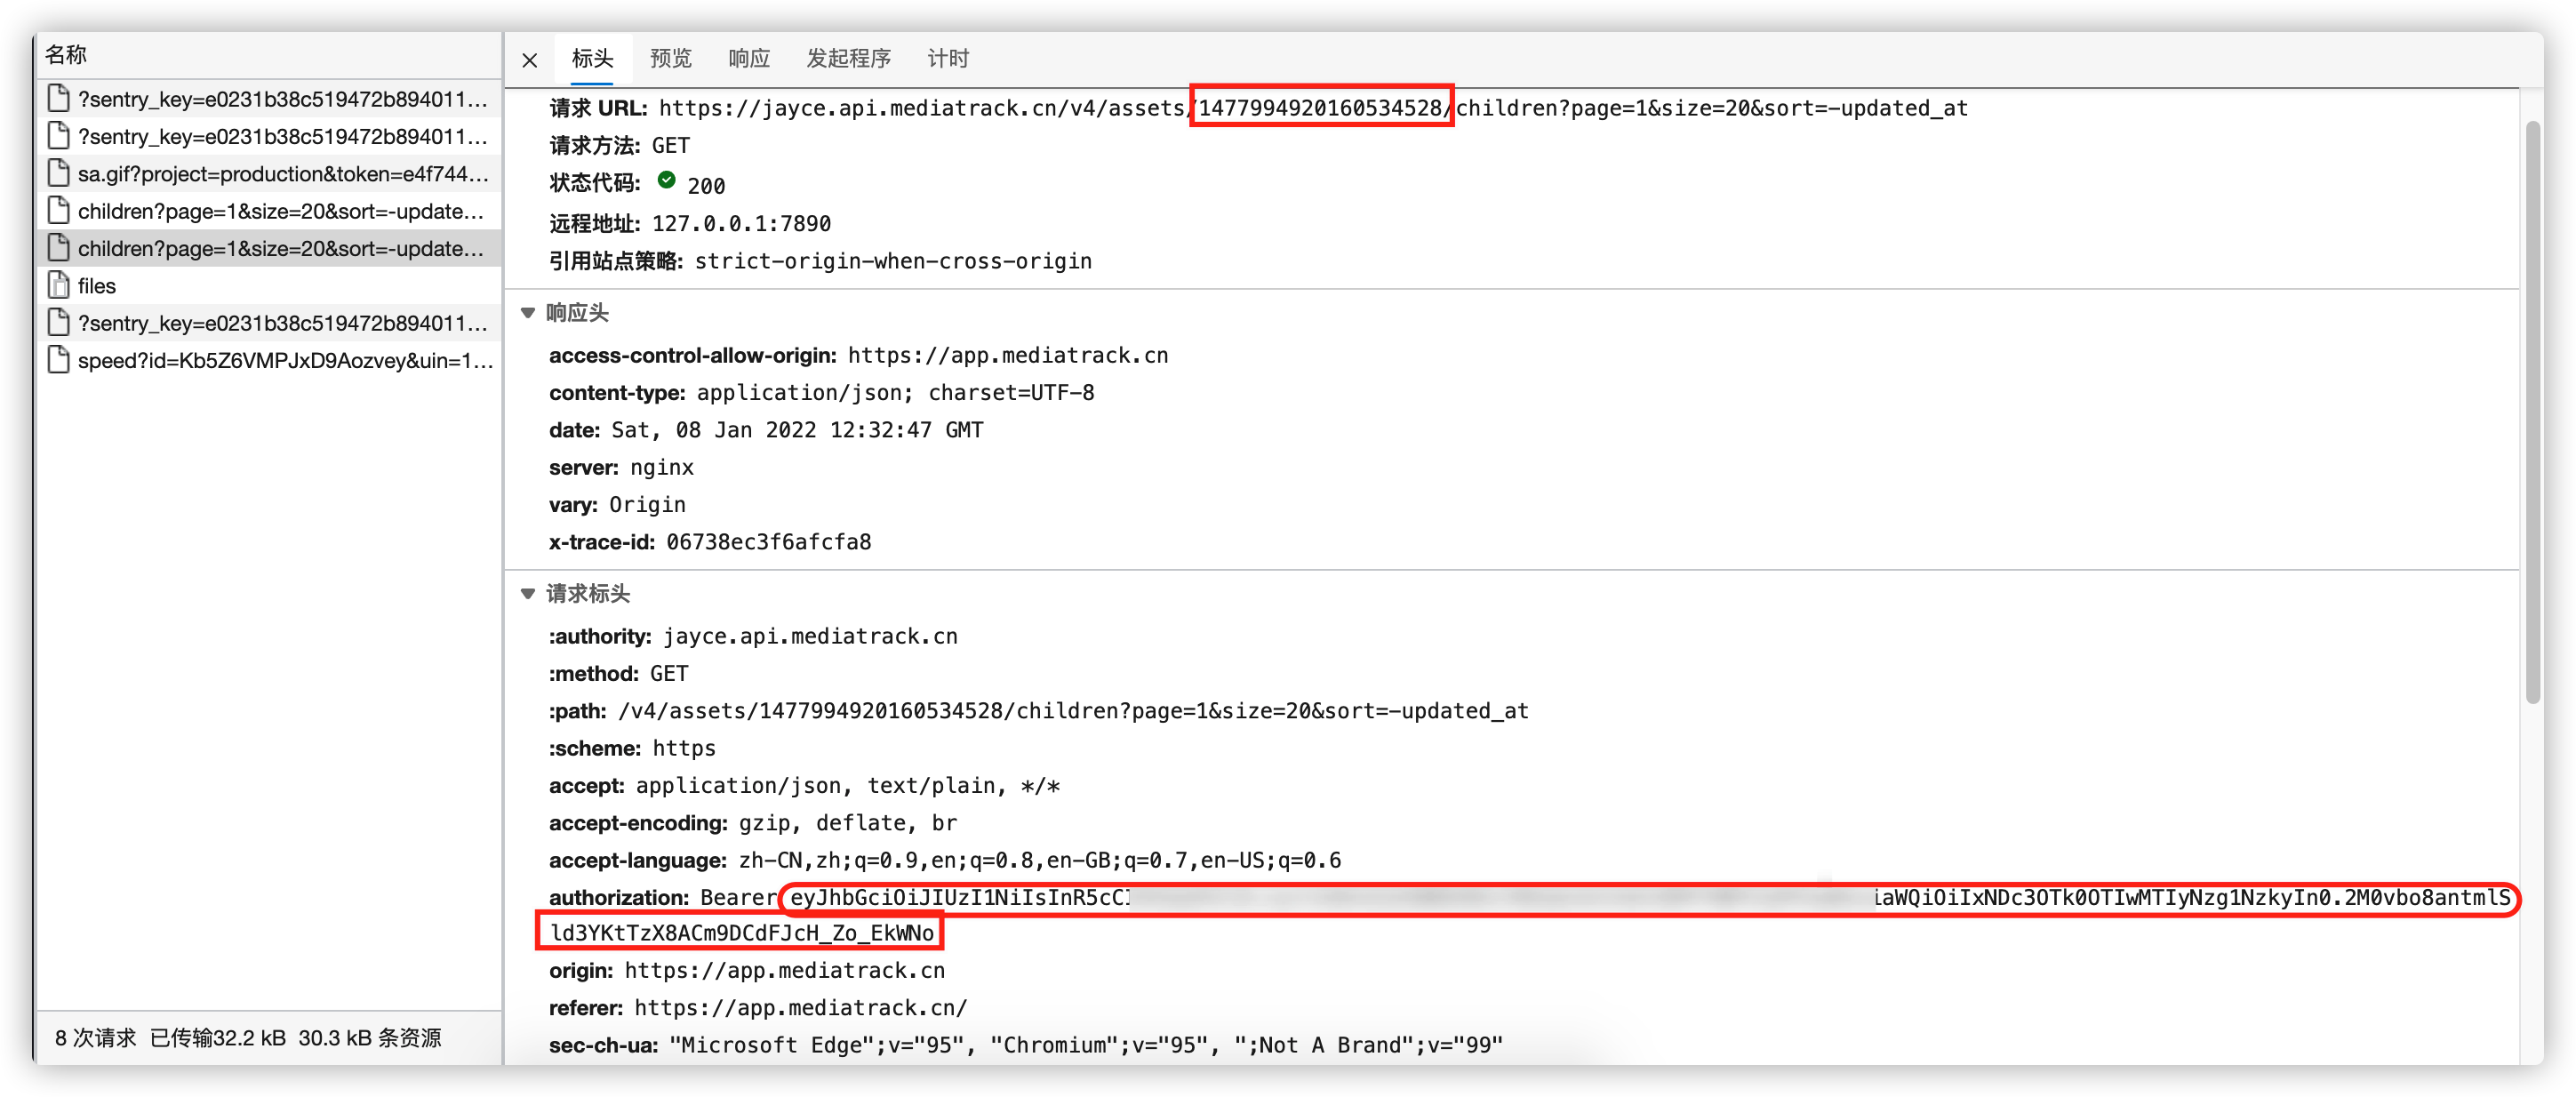 名称
?sentry_key=e0231b38c519472b894011...
?sentry_key=e0231b38c519472b894011...
sa.gif?project=production&token=e4f744...
children?page=1&size=20&sort=-update...
children?page=1&size=20&sort=-update...
files
?sentry_key=e0231b38c519472b894011...
speed?id=Kb5Z6VMPJxD9Aozvey&uin=1...
8 次请求 已传输32.2 kB 30.3 kB 条资源
标头 预览 响应 发起程序 计时
请求 URL: https://jayce.api.mediatrack.cn/v4/assets/1477994920160534528/children?page=1&size=20&sort=-updated_at
请求方法: GET
状态代码: 200
远程地址: 127.0.0.1:7890
引用站点策略: strict-origin-when-cross-origin
响应头
access-control-allow-origin: https://app.mediatrack.cn
content-type: application/json; charset=UTF-8
date: Sat, 08 Jan 2022 12:32:47 GMT
server: nginx
vary: Origin
x-trace-id: 06738ec3f6afcfa8
请求标头
:authority: jayce.api.mediatrack.cn
:method: GET
:path: /v4/assets/1477994920160534528/children?page=1&size=20&sort=-updated_at
:scheme: https
accept: application/json, text/plain, */*
accept-encoding: gzip, deflate, br
accept-language: zh-CN,zh;q=0.9,en;q=0.8,en-GB;q=0.7,en-US;q=0.6
authorization: Bearer eyJhbGciOiJIUzI1NiIsInR5cCI iaWQiOiIxNDc3OTk0OTIwMTIyNzg1NzkyIn0.2M0vbo8antmlS
ld3YKtTzX8ACm9DCdFJcH_Zo_EkWNo
origin: https://app.mediatrack.cn
referer: https://app.mediatrack.cn/
sec-ch-ua: "Microsoft Edge";v="95", "Chromium";v="95", ";Not A Brand";v="99"